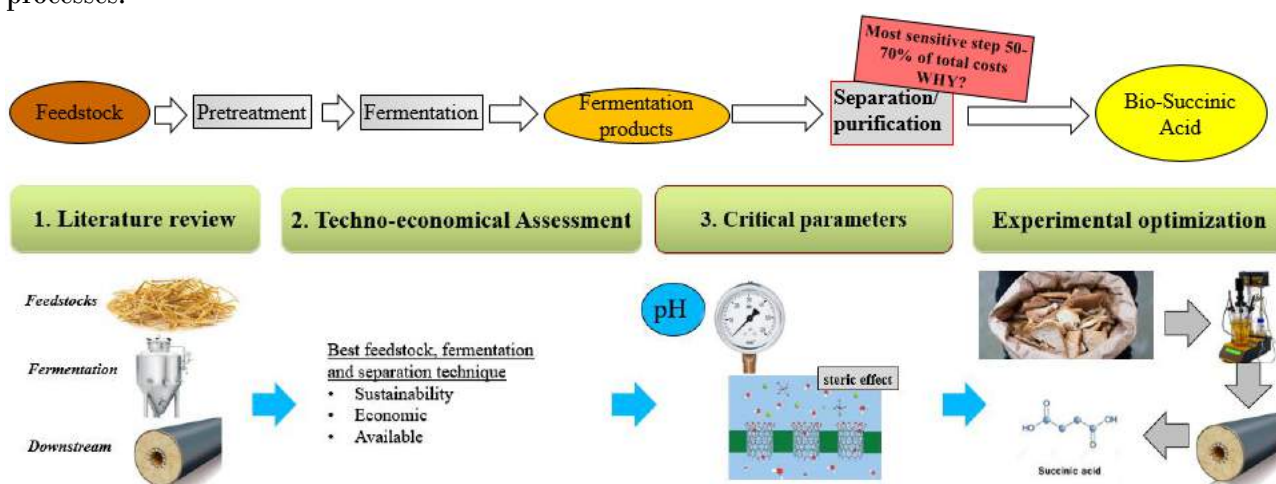 processes.
Most sensitive step 50-
70% of total costs
WHY?
Feedstock
Pretreatment
Fermentation
Fermentation
products
Separation/
purification
Bio-Succinic
Acid
1. Literature review
2. Techno-economical Assessment
3. Critical parameters
Experimental optimization
Feedstocks
Fermentation
Downstream
Best feedstock, fermentation
and separation technique
• Sustainability
• Economic
• Available
pH
steric effect
HO
O
O
OH
Succinic acid